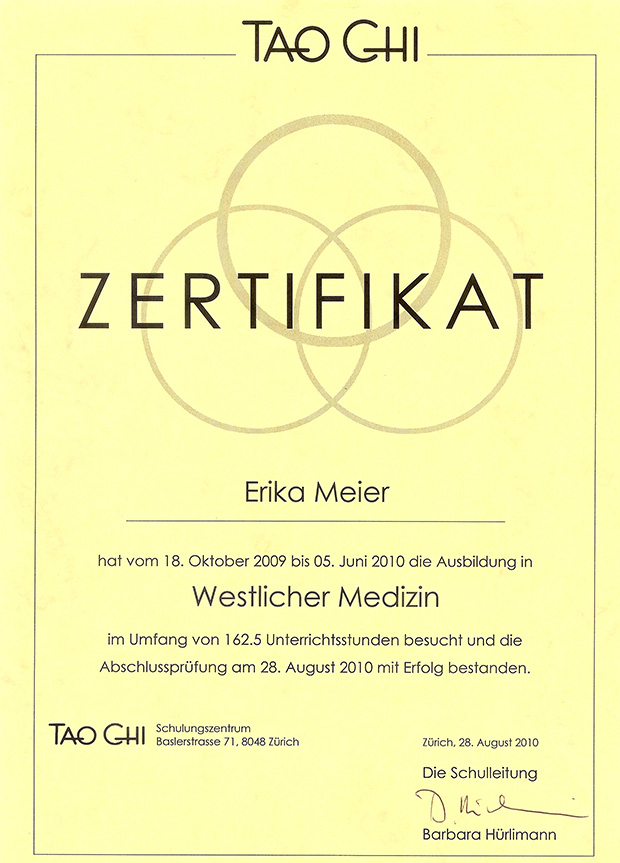 TAO CHI
ZERTIFIKAT
Erika Meier
hat vom 18. Oktober 2009 bis 05. Juni 2010 die Ausbildung in
Westlicher Medizin
im Umfang von 162.5 Unterrichtsstunden besucht und die
Abschlussprüfung am 28. August 2010 mit Erfolg bestanden.
TAO CHI Schulungszentrum
Baslerstrasse 71, 8048 Zürich
Zürich, 28. August 2010
Die Schulleitung
Barbara Hürlimann